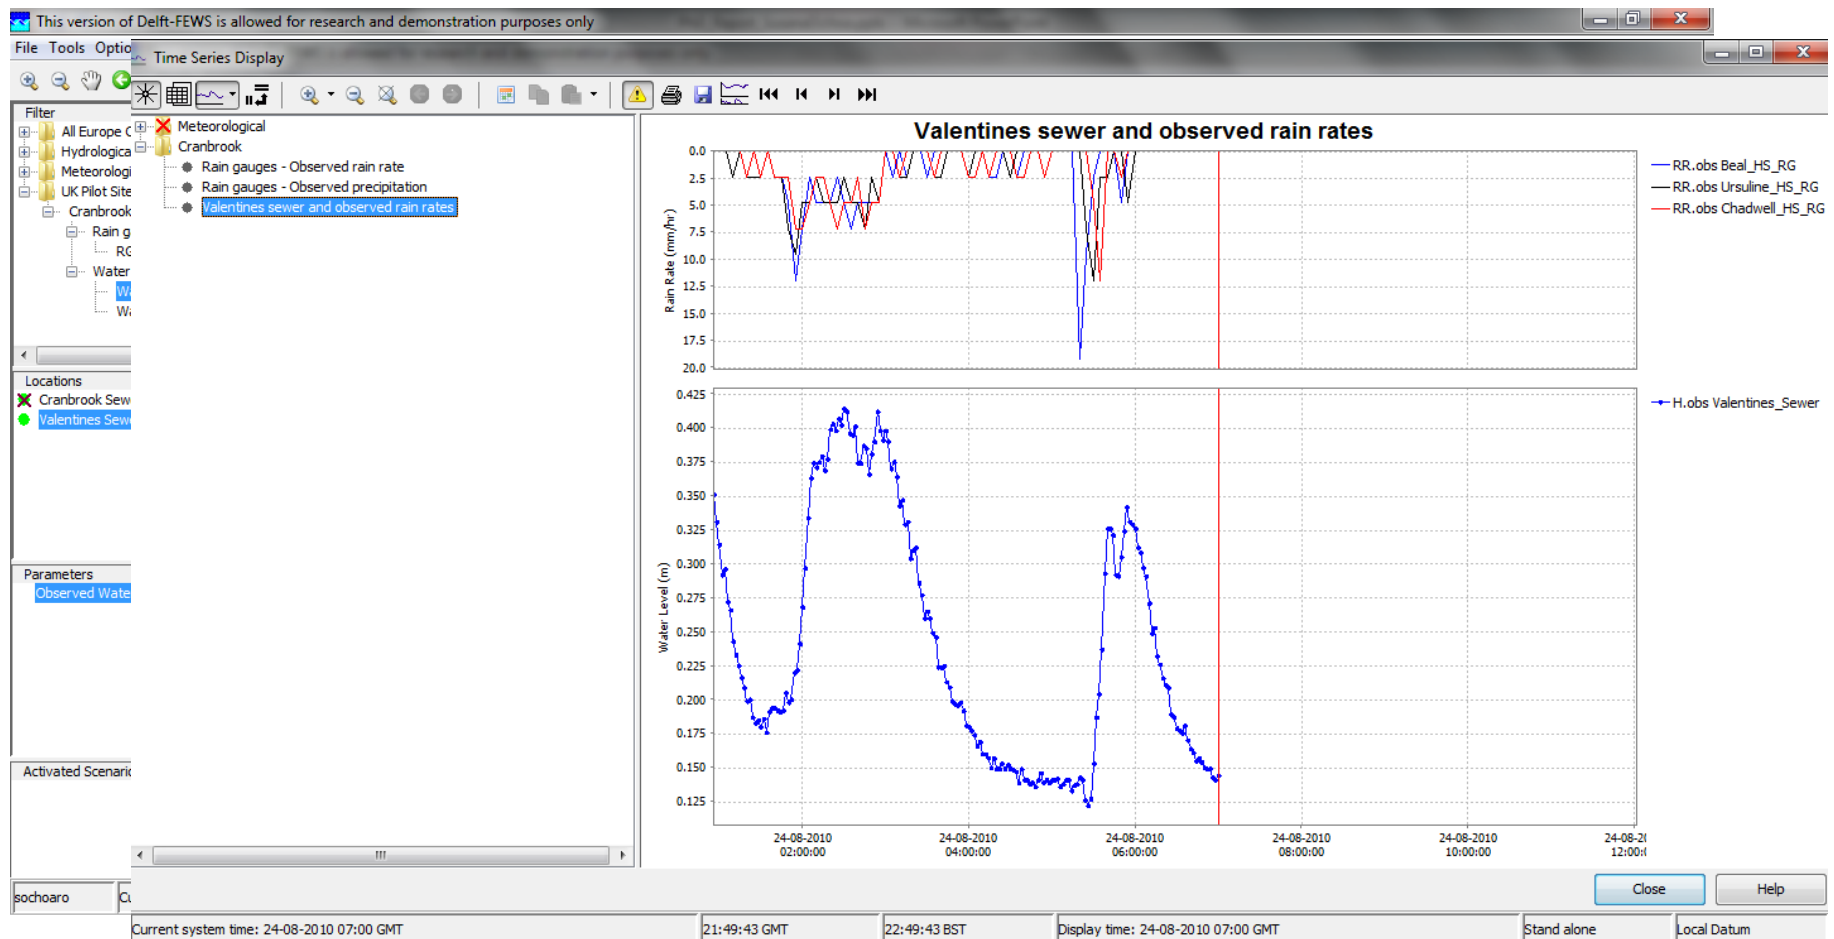 This version of Delft-FEWS is allowed for research and demonstration purposes only
File Tools Optio
Time Series Display
Filter
All Europe C
Hydrologica
Meteorologi
UK Pilot Site
Cranbrook
Rain g
RG
Water
Wa
Wa
Locations
Cranbrook Sew
Valentines Sew
Parameters
Observed Wate
Activated Scenario
sochoaro
Cu
Meteorological
Cranbrook
Rain gauges - Observed rain rate
Rain gauges - Observed precipitation
Valentines sewer and observed rain rates
Valentines sewer and observed rain rates
0.0
2.5
5.0
7.5
10.0
12.5
15.0
17.5
20.0
Rain Rate (mm/hr)
RR.obs Beal_HS_RG
RR.obs Ursuline_HS_RG
RR.obs Chadwell_HS_RG
0.425
0.400
0.375
0.350
0.325
0.300
0.275
0.250
0.225
0.200
0.175
0.150
0.125
Water Level (m)
H.obs Valentines_Sewer
24-08-2010 02:00:00
24-08-2010 04:00:00
24-08-2010 06:00:00
24-08-2010 08:00:00
24-08-2010 10:00:00
24-08-2( 12:00:(
Close
Help
Current system time: 24-08-2010 07:00 GMT
21:49:43 GMT
22:49:43 BST
Display time: 24-08-2010 07:00 GMT
Stand alone
Local Datum